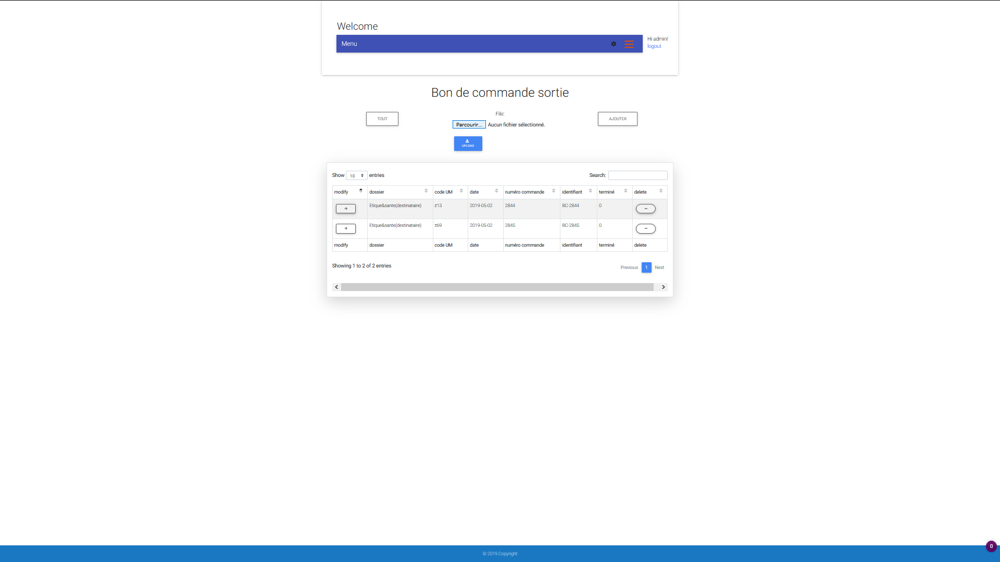 Welcome
Menu
Hi admin!
logout
Bon de commande sortie
TOUT
File:
AJOUTER
Parcourir... Aucun fichier sélectionné.
UPLOAD
Show 10 entries Search:
modify dossier code UM date numéro commande identifiant terminé delete
Etique&sante(destinataire) z13 2019-05-02 2844 BC-2844 0
Etique&sante(destinataire) z69 2019-05-02 2845 BC-2845 0
modify dossier code UM date numéro commande identifiant terminé delete
Showing 1 to 2 of 2 entries Previous 1 Next
0
© 2019 Copyright